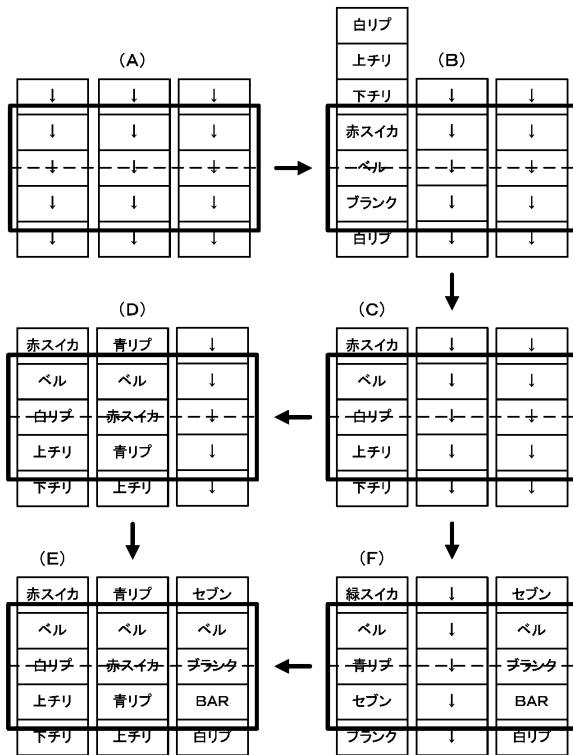 白リプ
上チリ
(A) (B)
↓ ↓ ↓ 下チリ ↓ ↓
↓ ↓ ↓ 赤スイカ ↓ ↓
↓ ↓ ↓ ベル ↓ ↓
↓ ↓ ↓ ブランク ↓ ↓
↓ ↓ ↓ 白リプ ↓ ↓
(D) (C)
赤スイカ 青リプ ↓ 赤スイカ ↓ ↓
ベル ベル ↓ ベル ↓ ↓
白リプ 赤スイカ ↓ 白リプ ↓ ↓
上チリ 青リプ ↓ 上チリ ↓ ↓
下チリ 上チリ ↓ 下チリ ↓ ↓
(E) (F)
赤スイカ 青リプ セブン 緑スイカ ↓ セブン
ベル ベル ベル ベル ↓ ベル
白リプ 赤スイカ ブランク 青リプ ↓ ブランク
上チリ 青リプ BAR セブン ↓ BAR
下チリ 上チリ 白リプ ブランク ↓ 白リプ